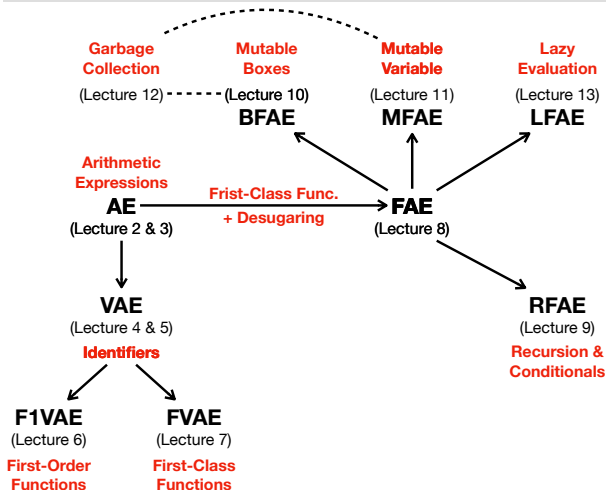 Garbage
Collection
(Lecture 12)
Mutable
Boxes
(Lecture 10)
BFAE
Mutable
Variable
(Lecture 11)
MFAE
Lazy
Evaluation
(Lecture 13)
LFAE
Arithmetic
Expressions
AE
(Lecture 2 & 3)
Frist-Class Func.
+ Desugaring
FAE
(Lecture 8)
VAE
(Lecture 4 & 5)
Identifiers
RFAE
(Lecture 9)
Recursion &
Conditionals
F1VAE
(Lecture 6)
First-Order
Functions
FVAE
(Lecture 7)
First-Class
Functions